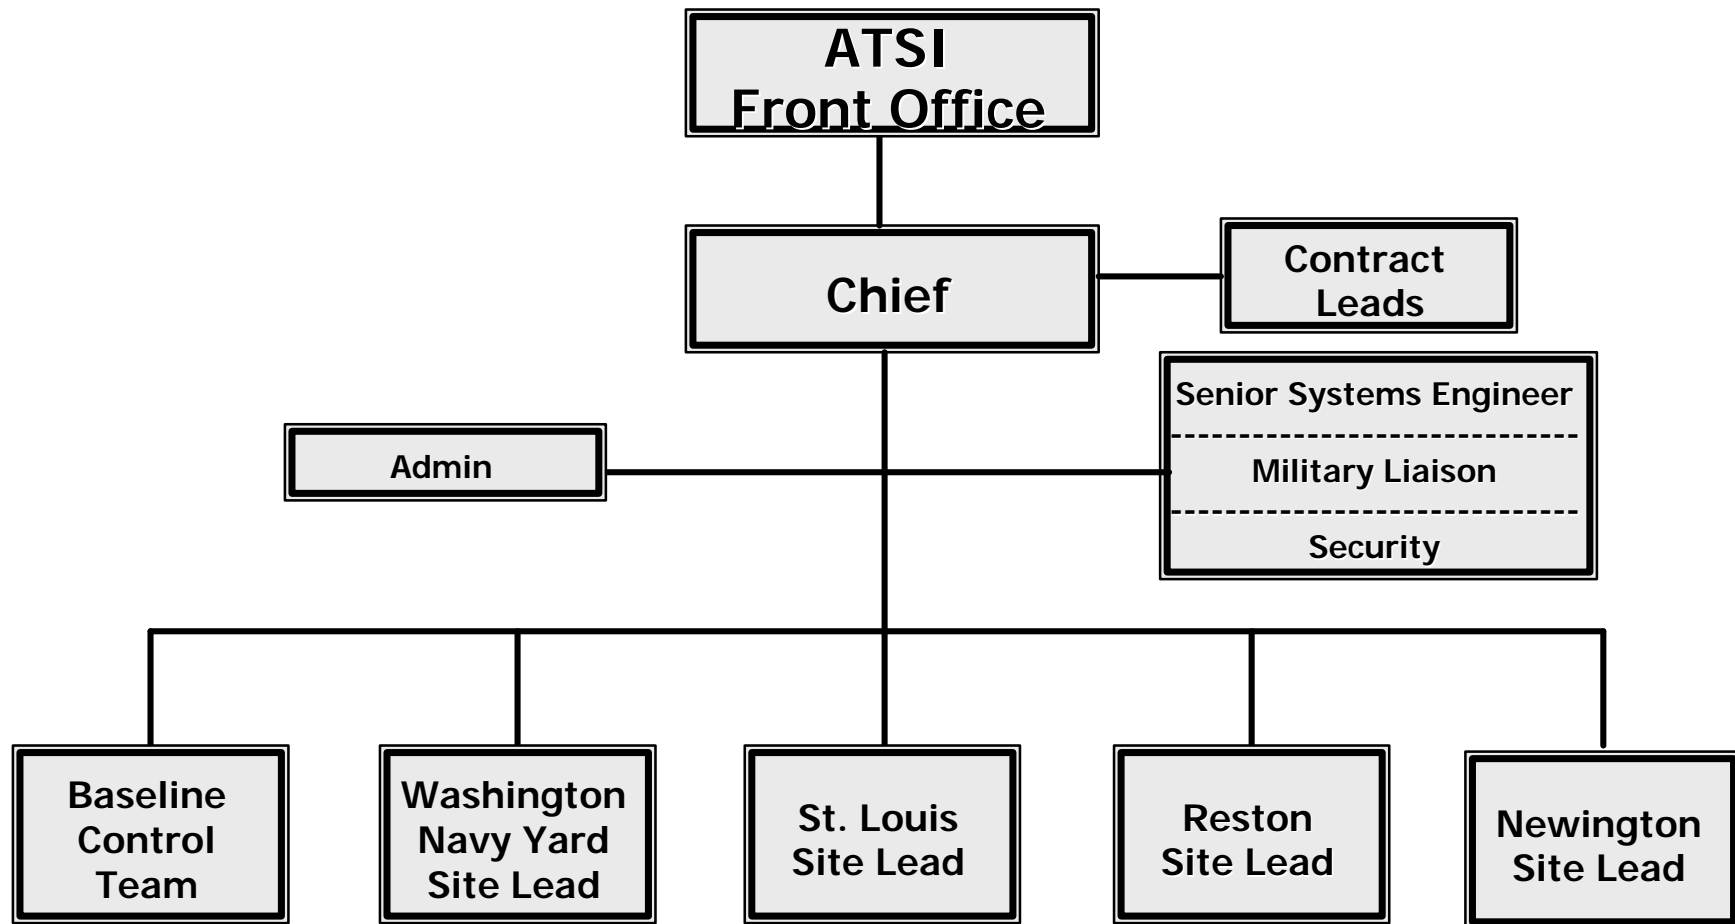 ATSI
Front Office
Chief
Contract
Leads
Senior Systems Engineer
Military Liaison
Security
Admin
Baseline
Control
Team
Washington
Navy Yard
Site Lead
St. Louis
Site Lead
Reston
Site Lead
Newington
Site Lead